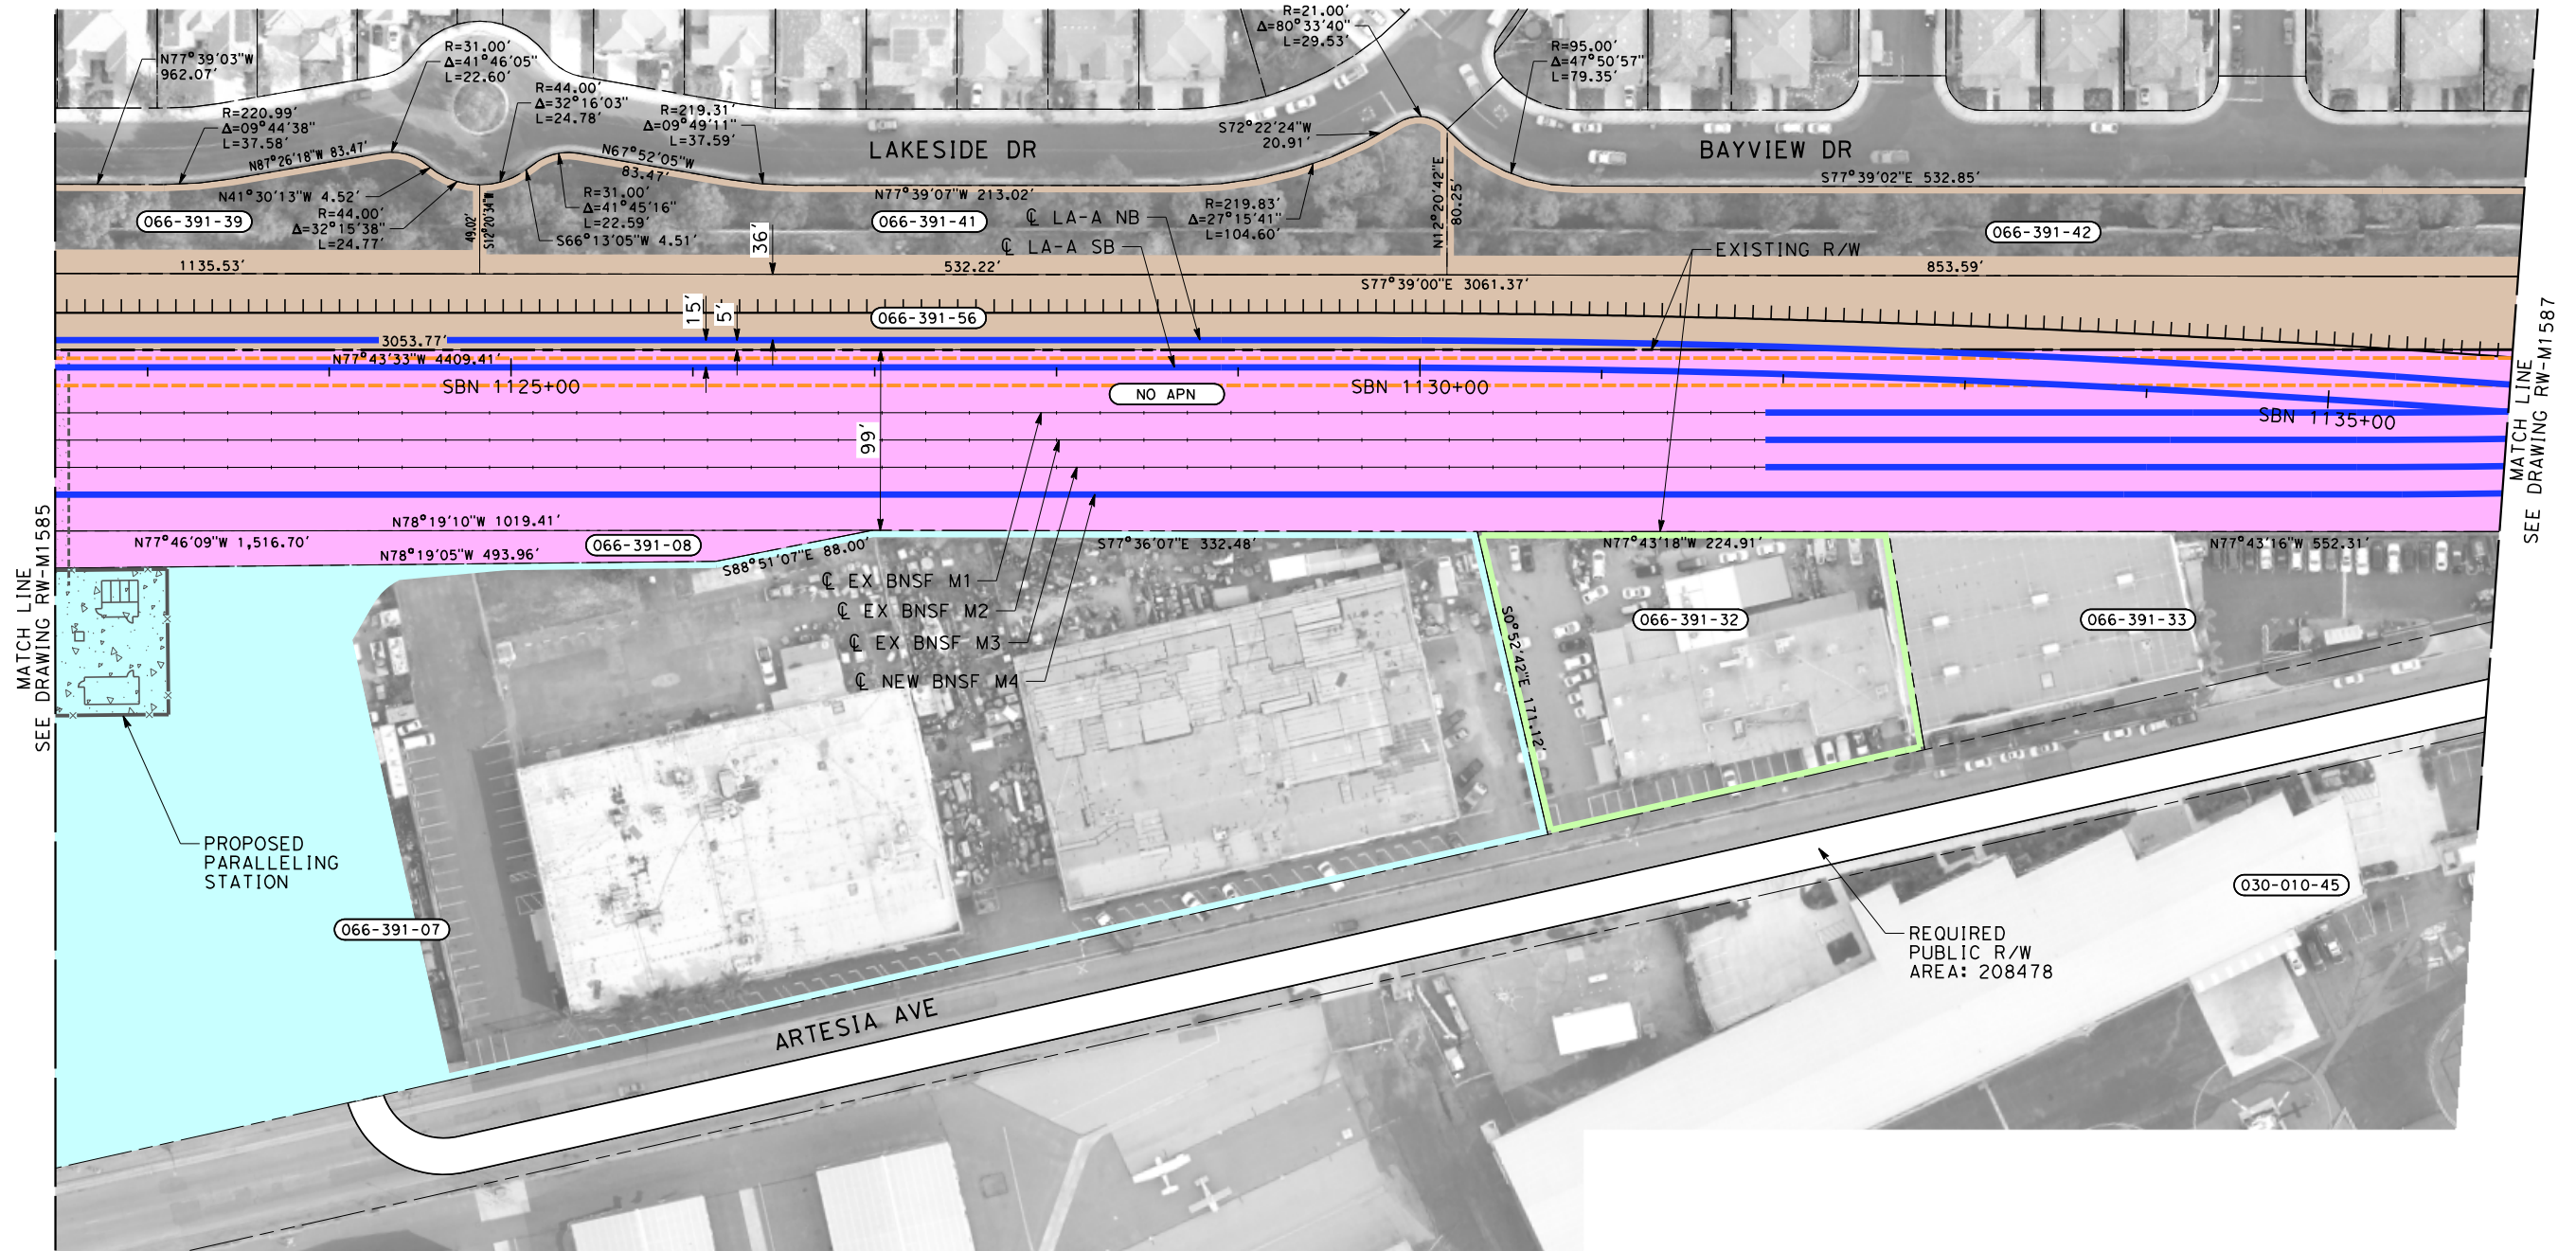 N77°39'03"W
962.07'
R=220.99'
Δ=09°44'38"
L=37.58'
N87°26'18"W 83.47'
R=31.00'
Δ=41°46'05"
L=22.60'
R=44.00'
Δ=32°16'03"
L=24.78'
R=219.31'
Δ=09°49'11"
L=37.59'
N67°52'05"W
83.47'
N41°30'13"W 4.52'
R=44.00'
Δ=32°15'38"
L=24.77'
49.02'
S12°20'34"W
R=31.00'
Δ=41°45'16"
L=22.59'
S66°13'05"W 4.51'
LAKESIDE DR
N77°39'07"W 213.02'
R=21.00'
Δ=80°33'40"
L=29.53'
S72°22'24"W
20.91'
R=219.83'
Δ=27°15'41"
L=104.60'
N12°20'42"E
80.25'
R=95.00'
Δ=47°50'57"
L=79.35'
BAYVIEW DR
S77°39'02"E 532.85'
066-391-39
066-391-41
066-391-42
℄ LA-A NB
℄ LA-A SB
EXISTING R/W
36'
1135.53'
532.22'
853.59'
S77°39'00"E 3061.37'
15'
5'
066-391-56
3053.77'
N77°43'33"W 4409.41'
SBN 1125+00
NO APN
SBN 1130+00
SBN 1135+00
99'
N78°19'10"W 1019.41'
N77°46'09"W 1,516.70'
066-391-08
N78°19'05"W 493.96'
S88°51'07"E 88.00'
S77°36'07"E 332.48'
N77°43'18"W 224.91'
N77°43'16"W 552.31'
℄ EX BNSF M1
℄ EX BNSF M2
℄ EX BNSF M3
℄ NEW BNSF M4
S0°52'42"E 171.12'
066-391-32
066-391-33
MATCH LINE
SEE DRAWING RW-M1585
MATCH LINE
SEE DRAWING RW-M1587
PROPOSED
PARALLELING
STATION
066-391-07
ARTESIA AVE
030-010-45
REQUIRED
PUBLIC R/W
AREA: 208478